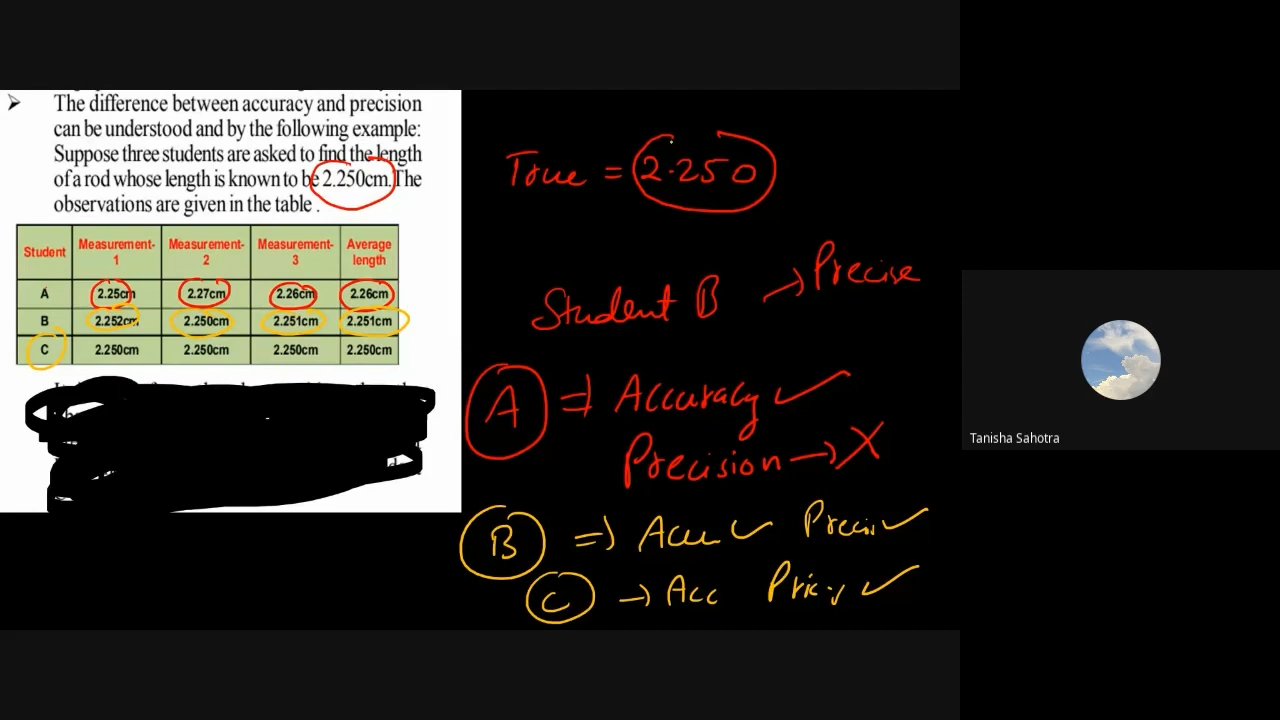 ➢ The difference between accuracy and precision
can be understood and by the following example:
Suppose three students are asked to find the length
of a rod whose length is known to be 2.250cm. The
observations are given in the table .
Student Measurement-1 Measurement-2 Measurement-3 Average length
A 2.25cm 2.27cm 2.26cm 2.26cm
B 2.252cm 2.250cm 2.251cm 2.251cm
C 2.250cm 2.250cm 2.250cm 2.250cm
True = 2.250
Student B → Precise
A ⇒ Accuracy ✓
Precision → X
B ⇒ ✓ ✓
C → Acc ✓
Tanisha Sahotra